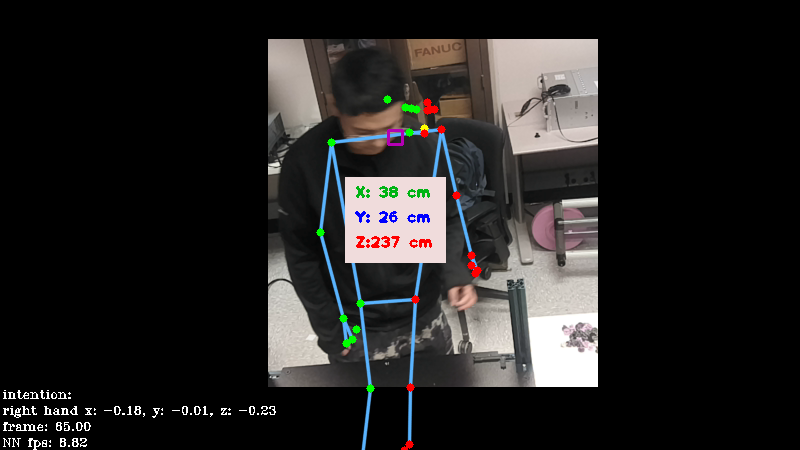 FANUC
X: 38 cm
Y: 26 cm
Z:237 cm
intention:
right hand x: −0.18, y: −0.01, z: −0.23
frame: 65.00
NN fps: 8.82